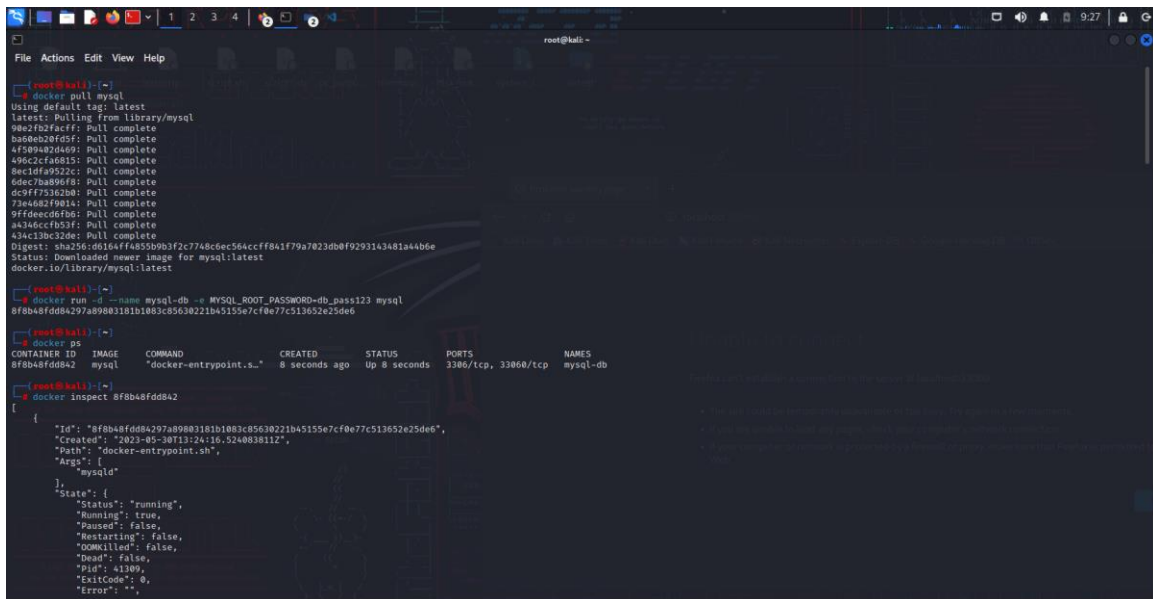 1 2 3 4
9:27
root@kali: ~
File Actions Edit View Help
(root㉿kali)-[~]
# docker pull mysql
Using default tag: latest
latest: Pulling from library/mysql
90e2fb2facff: Pull complete
ba60eb20fd5f: Pull complete
4f509402d469: Pull complete
496c2cfa6815: Pull complete
8ec1dfa9522c: Pull complete
6dec7ba896f8: Pull complete
dc9ff75362b0: Pull complete
73e4682f9014: Pull complete
9ffdeecd6fb6: Pull complete
a4346ccfb53f: Pull complete
434c13bc32de: Pull complete
Digest: sha256:d6164ff4855b9b3f2c7748c6ec564ccff841f79a7023db0f9293143481a44b6e
Status: Downloaded newer image for mysql:latest
docker.io/library/mysql:latest
(root㉿kali)-[~]
# docker run -d --name mysql-db -e MYSQL_ROOT_PASSWORD=db_pass123 mysql
8f8b48fdd84297a89803181b1083c85630221b45155e7cf0e77c513652e25de6
(root㉿kali)-[~]
# docker ps
CONTAINER ID IMAGE COMMAND CREATED STATUS PORTS NAMES
8f8b48fdd842 mysql "docker-entrypoint.s…" 8 seconds ago Up 8 seconds 3306/tcp, 33060/tcp mysql-db
(root㉿kali)-[~]
# docker inspect 8f8b48fdd842
[
{
"Id": "8f8b48fdd84297a89803181b1083c85630221b45155e7cf0e77c513652e25de6",
"Created": "2023-05-30T13:24:16.524083811Z",
"Path": "docker-entrypoint.sh",
"Args": [
"mysqld"
],
"State": {
"Status": "running",
"Running": true,
"Paused": false,
"Restarting": false,
"OOMKilled": false,
"Dead": false,
"Pid": 41309,
"ExitCode": 0,
"Error": "",